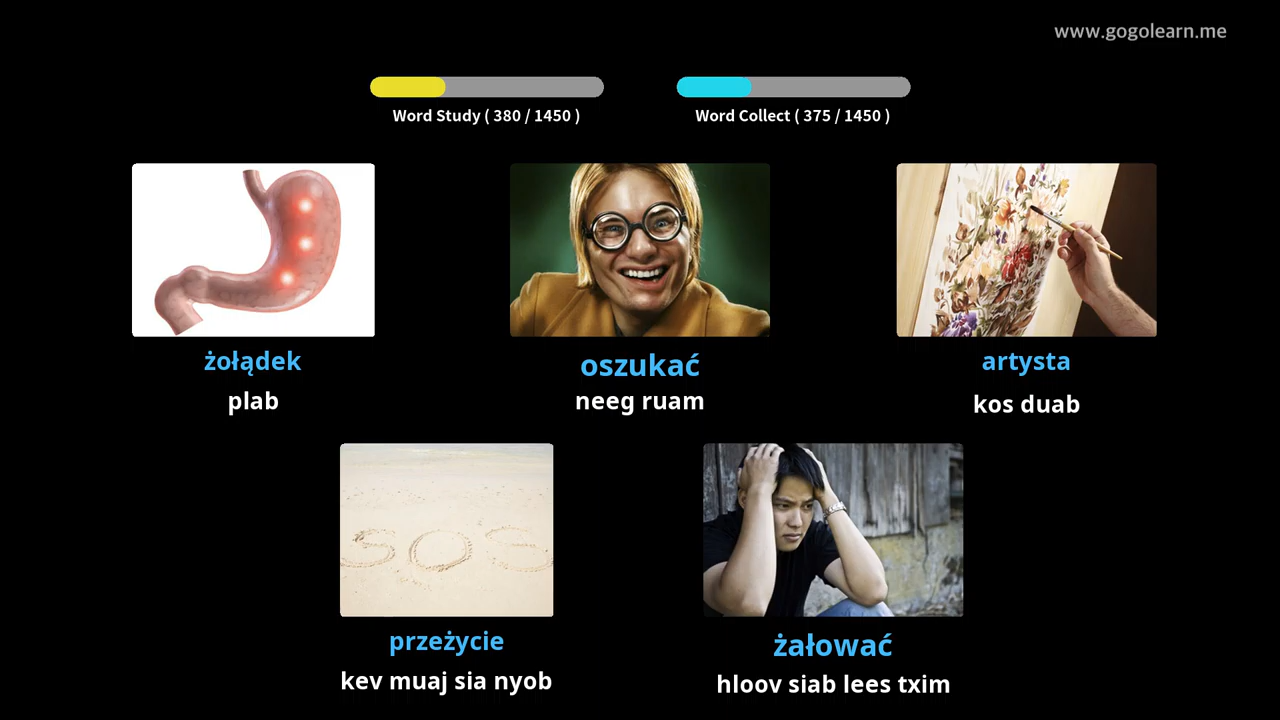 www.gogolearn.me
Word Study ( 380 / 1450 )
Word Collect ( 375 / 1450 )
żołądek
plab
oszukać
neeg ruam
artysta
kos duab
SOS
przeżycie
kev muaj sia nyob
żałować
hloov siab lees txim